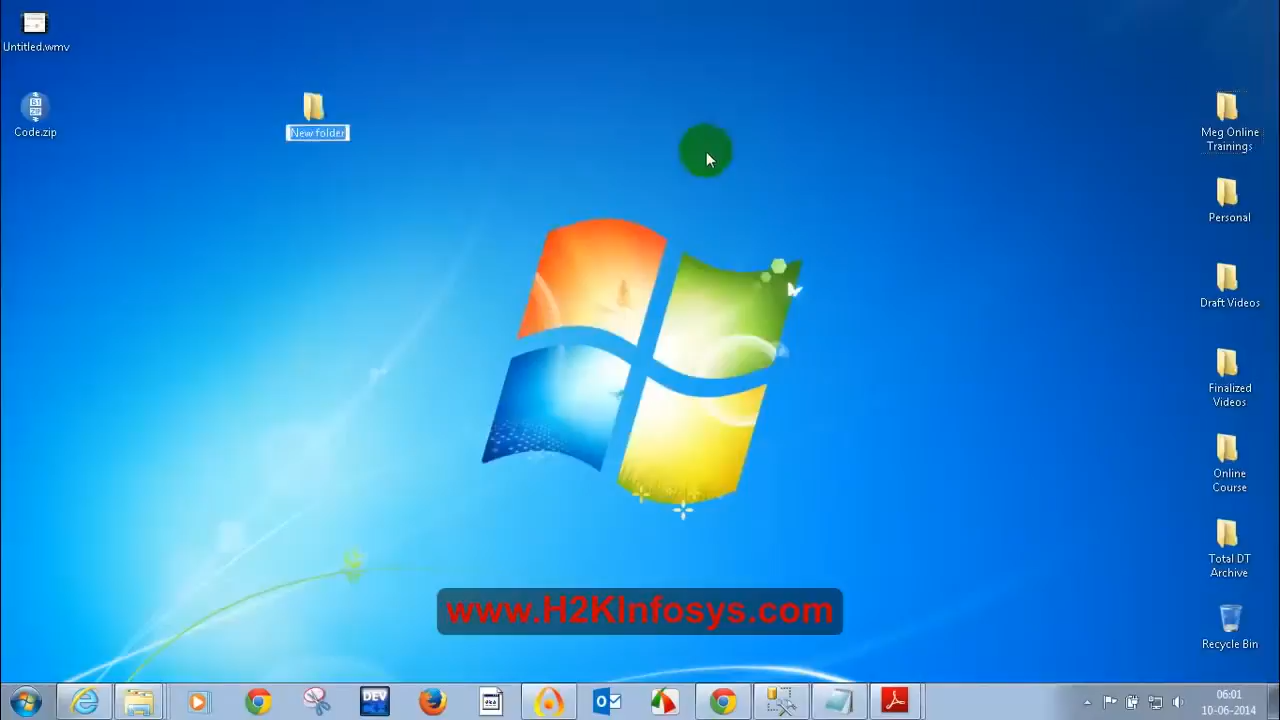 Untitled.wmv
Code.zip
New folder
Meg Online
Trainings
Personal
Draft Videos
Finalized
Videos
Online
Course
Total DT
Archive
Recycle Bin
www.H2KInfosys.com
DEV
06:01
10-06-2014